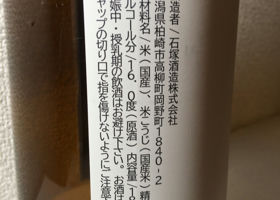 造者/石塚酒造株式会社
潟県柏崎市高柳町岡野町1840-2
材料名/米(国産)、米こうじ(国産米)精
ルコール分/16.0度(原酒)内容量/18
娠中・授乳期の飲酒はお避け下さい。お酒は
ャップの切り口で指を傷けないようにご注意